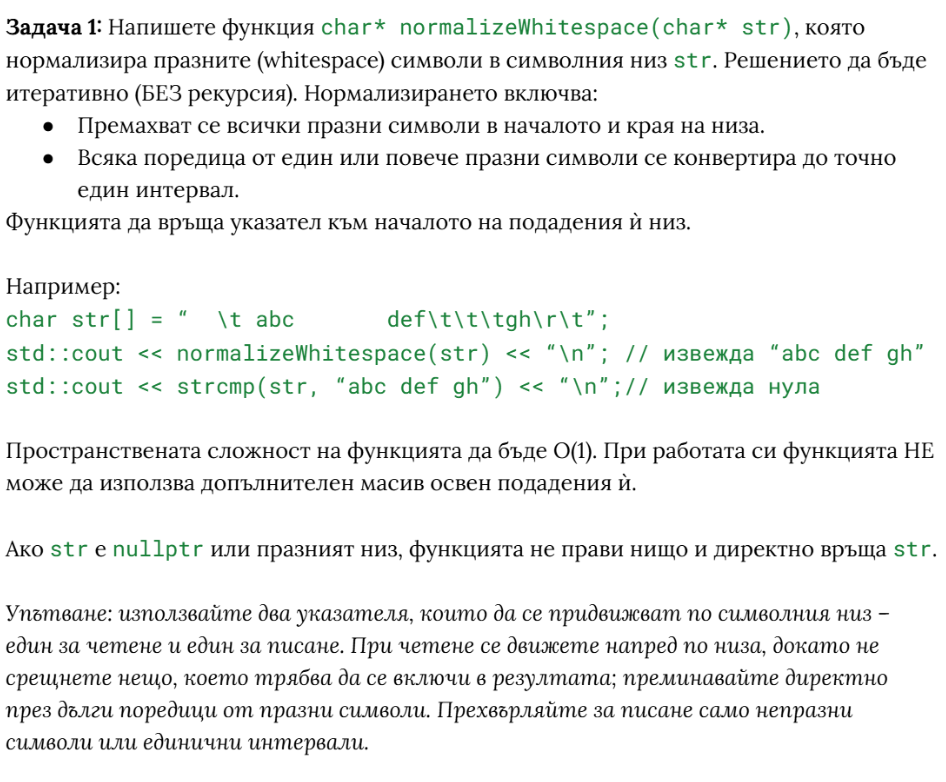 Задача 1: Напишете функция char* normalizeWhitespace(char* str), която
нормализира празните (whitespace) символи в символния низ str. Решението да бъде
итеративно (БЕЗ рекурсия). Нормализирането включва:
● Премахват се всички празни символи в началото и края на низа.
● Всяка поредица от един или повече празни символи се конвертира до точно
един интервал.
Функцията да връща указател към началото на подадения ѝ низ.
Например:
char str[] = “  \t abc       def\t\t\tgh\r\t”;
std::cout << normalizeWhitespace(str) << “\n”; // извежда “abc def gh”
std::cout << strcmp(str, “abc def gh”) << “\n”;// извежда нула
Пространствената сложност на функцията да бъде O(1). При работата си функцията НЕ
може да използва допълнителен масив освен подадения ѝ.
Ако str е nullptr или празният низ, функцията не прави нищо и директно връща str.
Упътване: използвайте два указателя, които да се придвижват по символния низ –
един за четене и един за писане. При четене се движете напред по низа, докато не
срещнете нещо, което трябва да се включи в резултата; преминавайте директно
през дълги поредици от празни символи. Прехвърляйте за писане само непразни
символи или единични интервали.